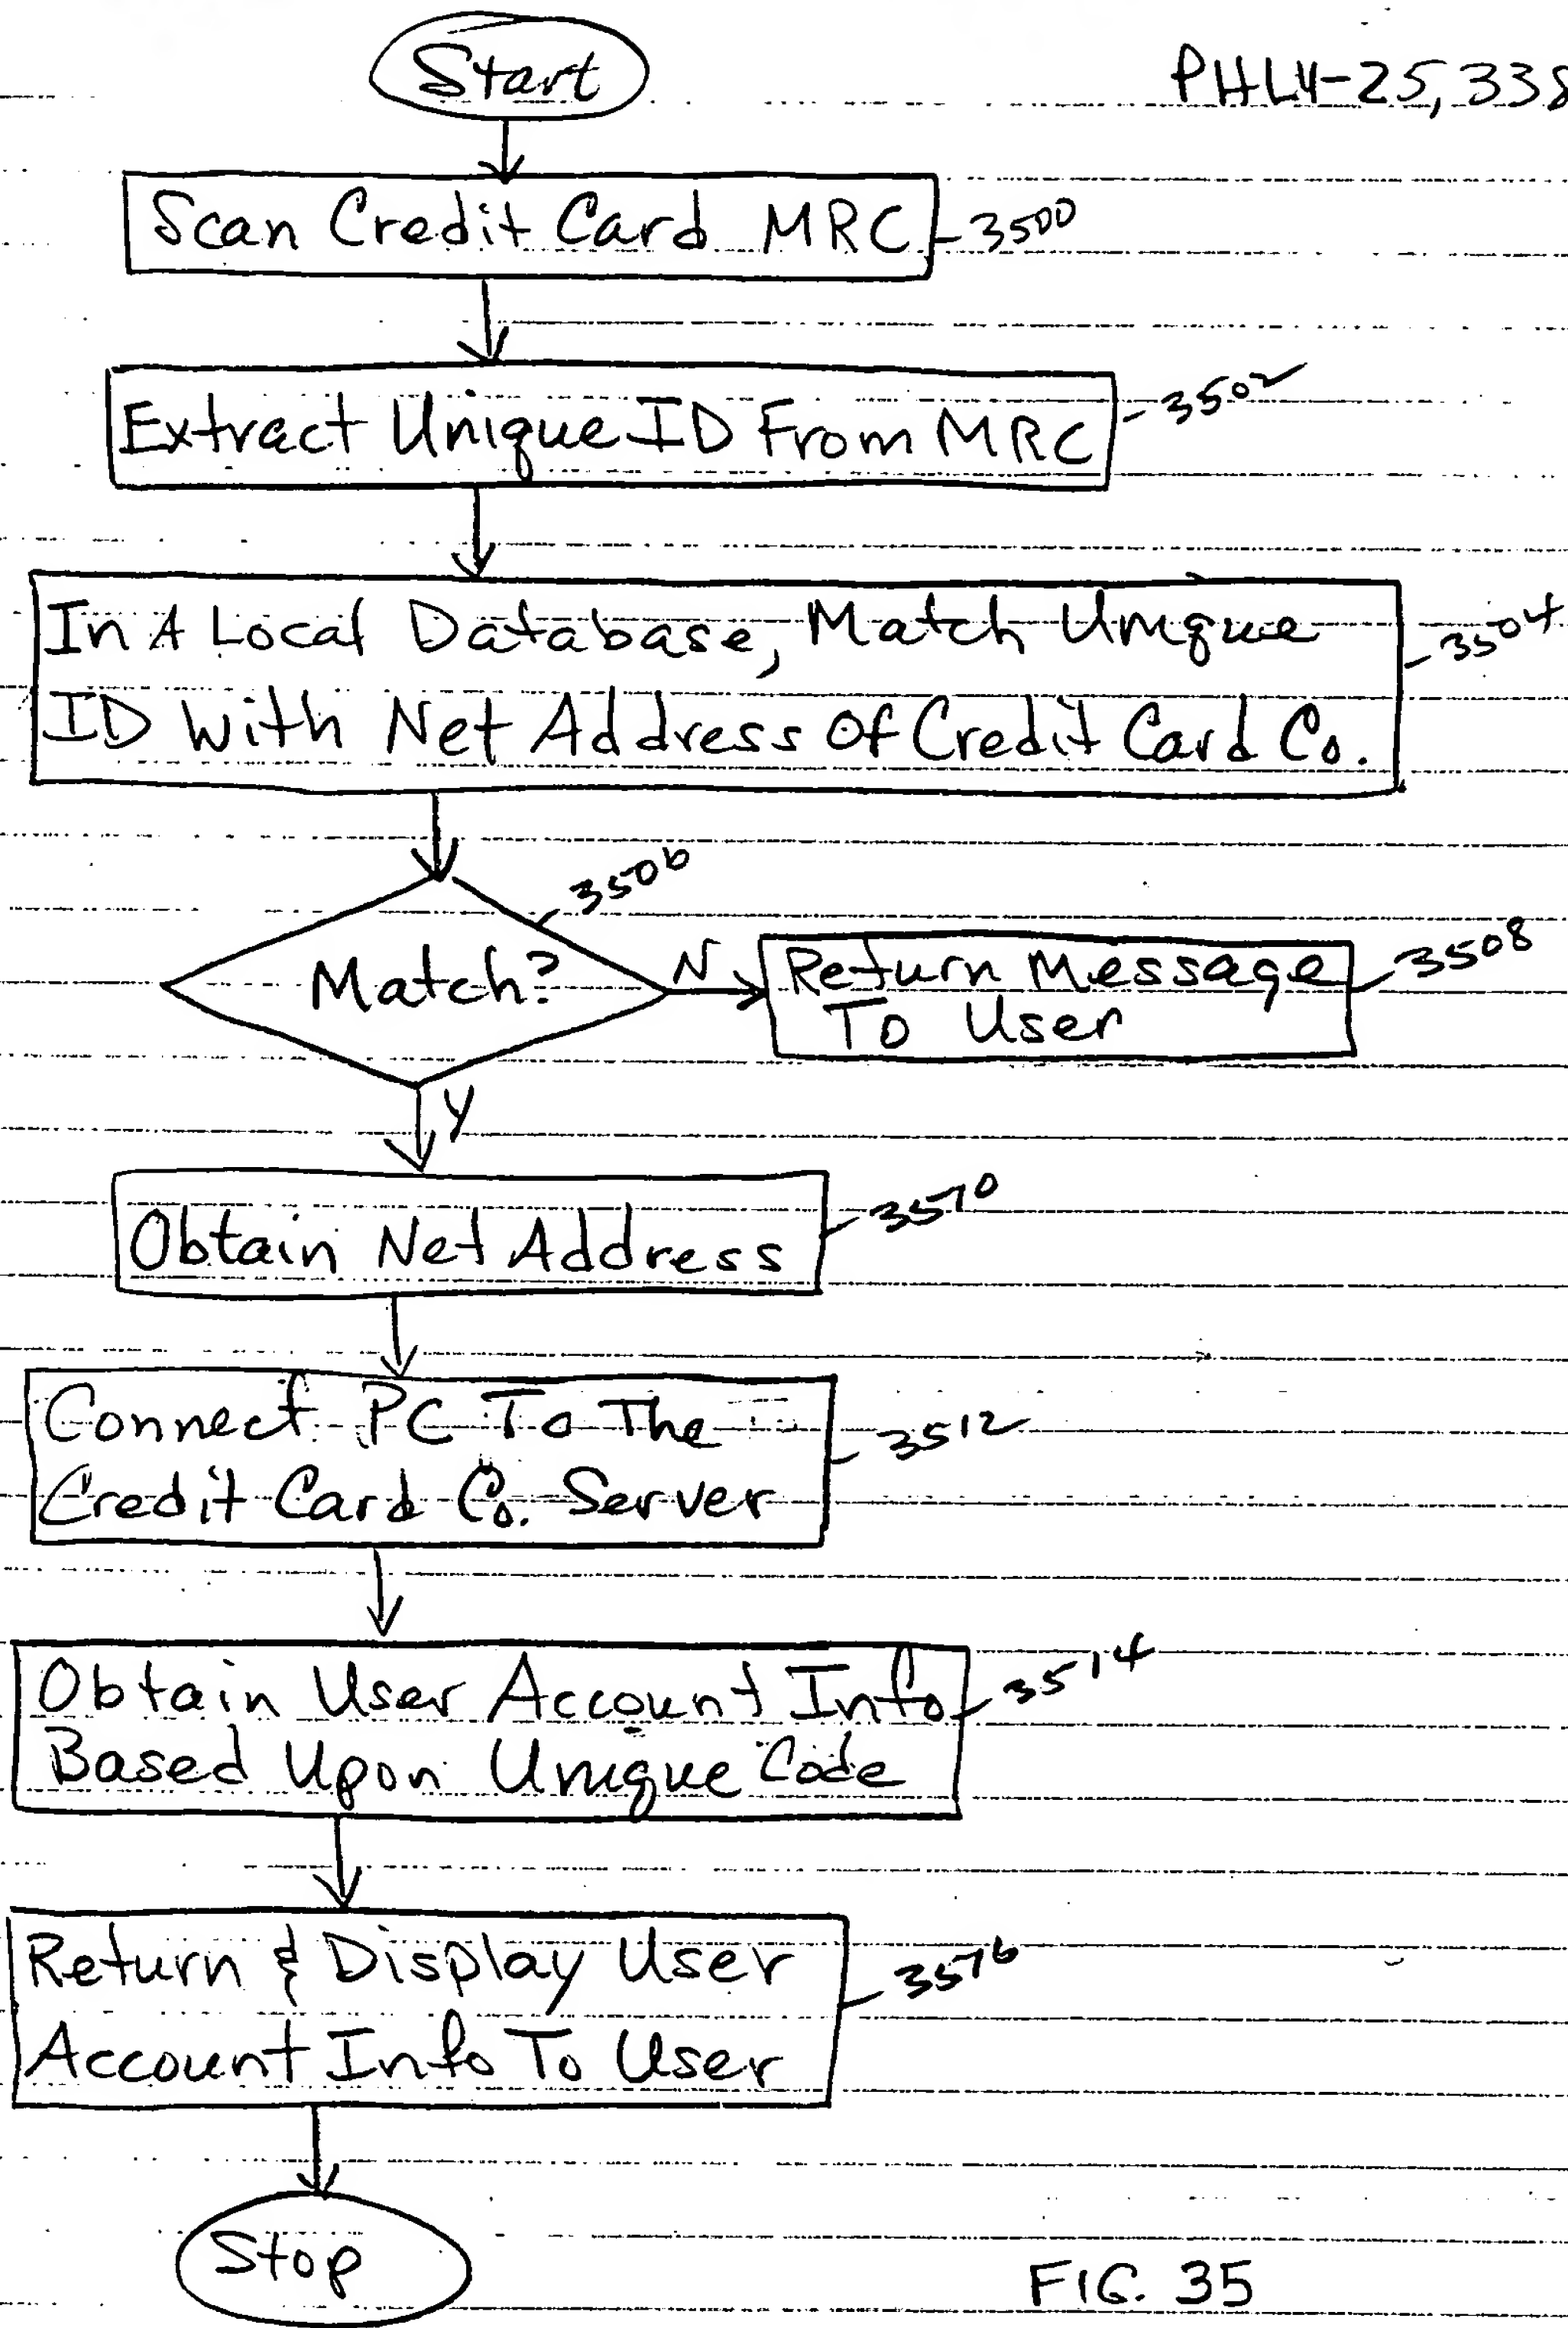 Start
PHLY-25,338
Scan Credit Card MRC
3500
Extract Unique ID From MRC
3502
In A Local Database, Match Unique
3504
ID With Net Address Of Credit Card Co.
3506
Match?
N
Return Message
3508
To User
Y
3510
Obtain Net Address
Connect PC To The
3512
Credit Card Co. Server
Obtain User Account Info
3514
Based Upon Unique Code
Return & Display User
3516
Account Info To User
Stop
FIG. 35